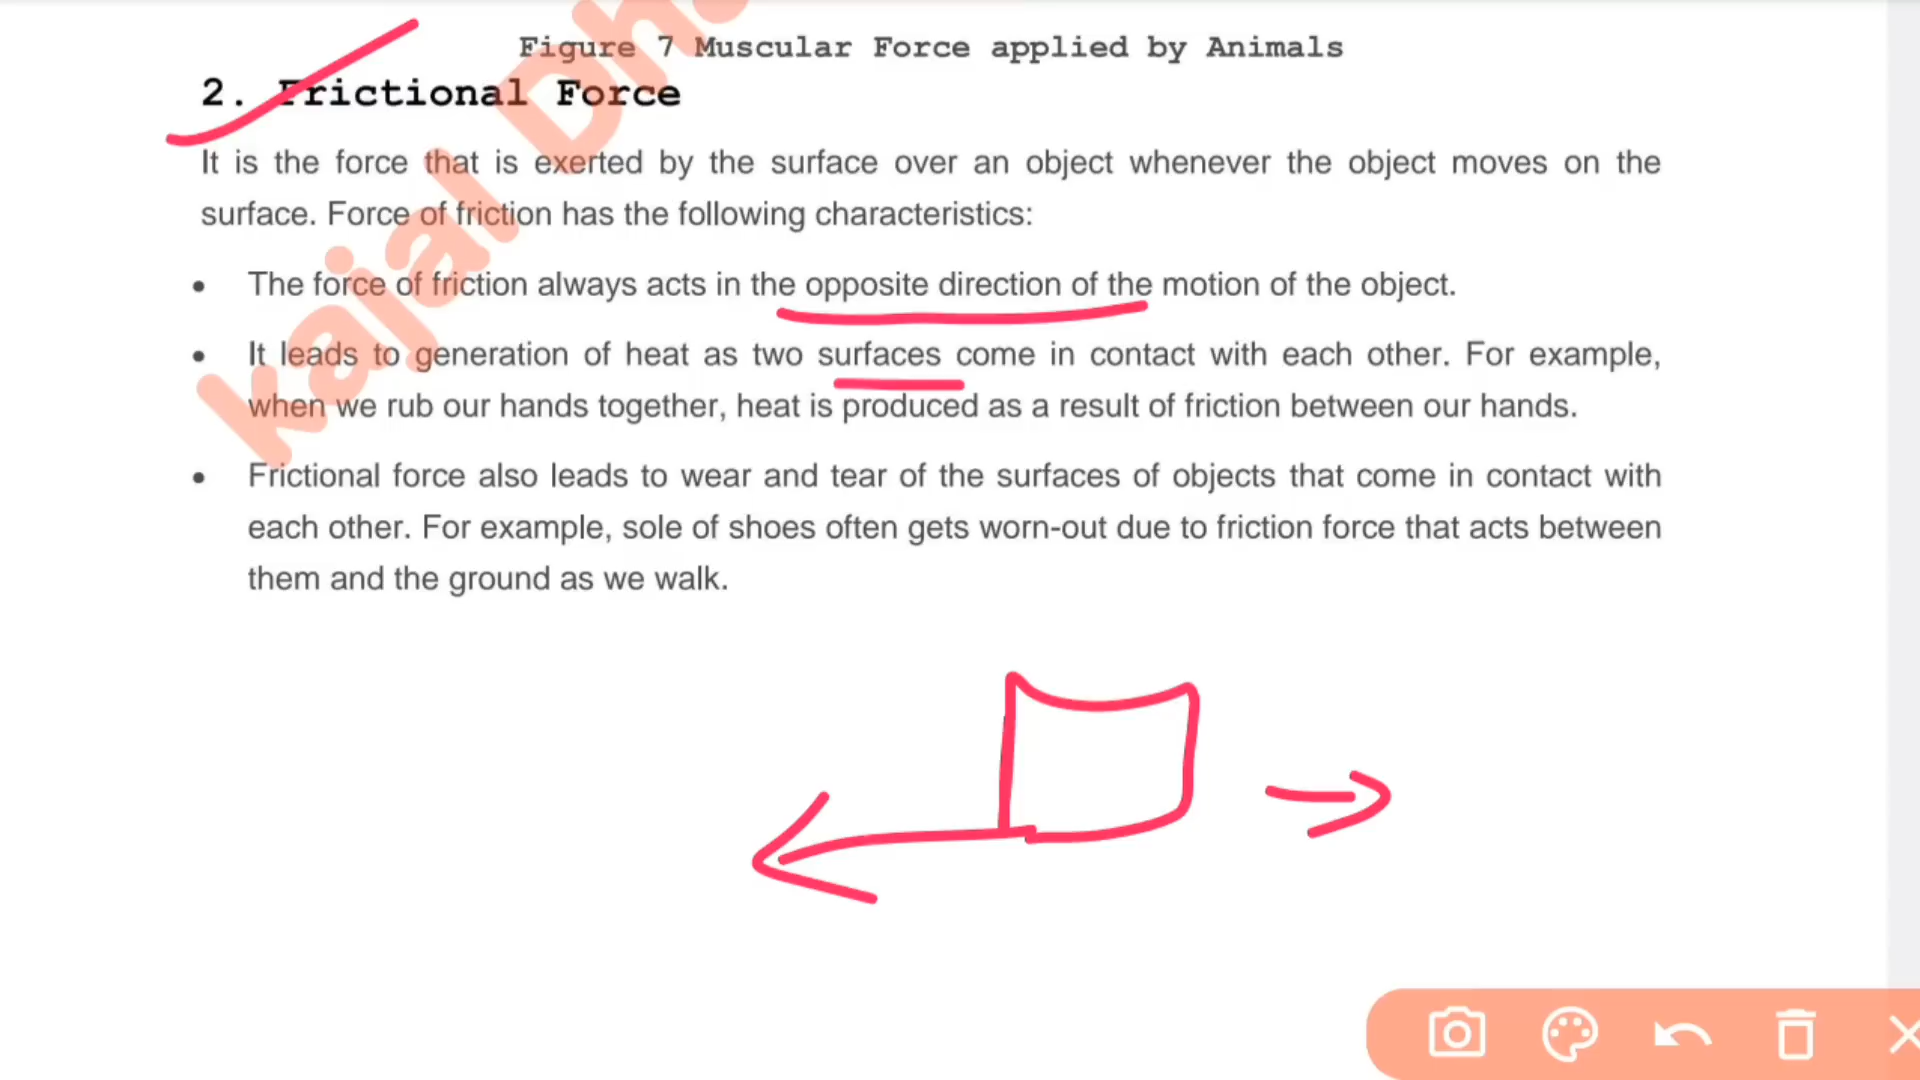 Figure 7 Muscular Force applied by Animals
2. Frictional Force
It is the force that is exerted by the surface over an object whenever the object moves on the
surface. Force of friction has the following characteristics:
• The force of friction always acts in the opposite direction of the motion of the object.
• It leads to generation of heat as two surfaces come in contact with each other. For example,
when we rub our hands together, heat is produced as a result of friction between our hands.
• Frictional force also leads to wear and tear of the surfaces of objects that come in contact with
each other. For example, sole of shoes often gets worn-out due to friction force that acts between
them and the ground as we walk.
kajal